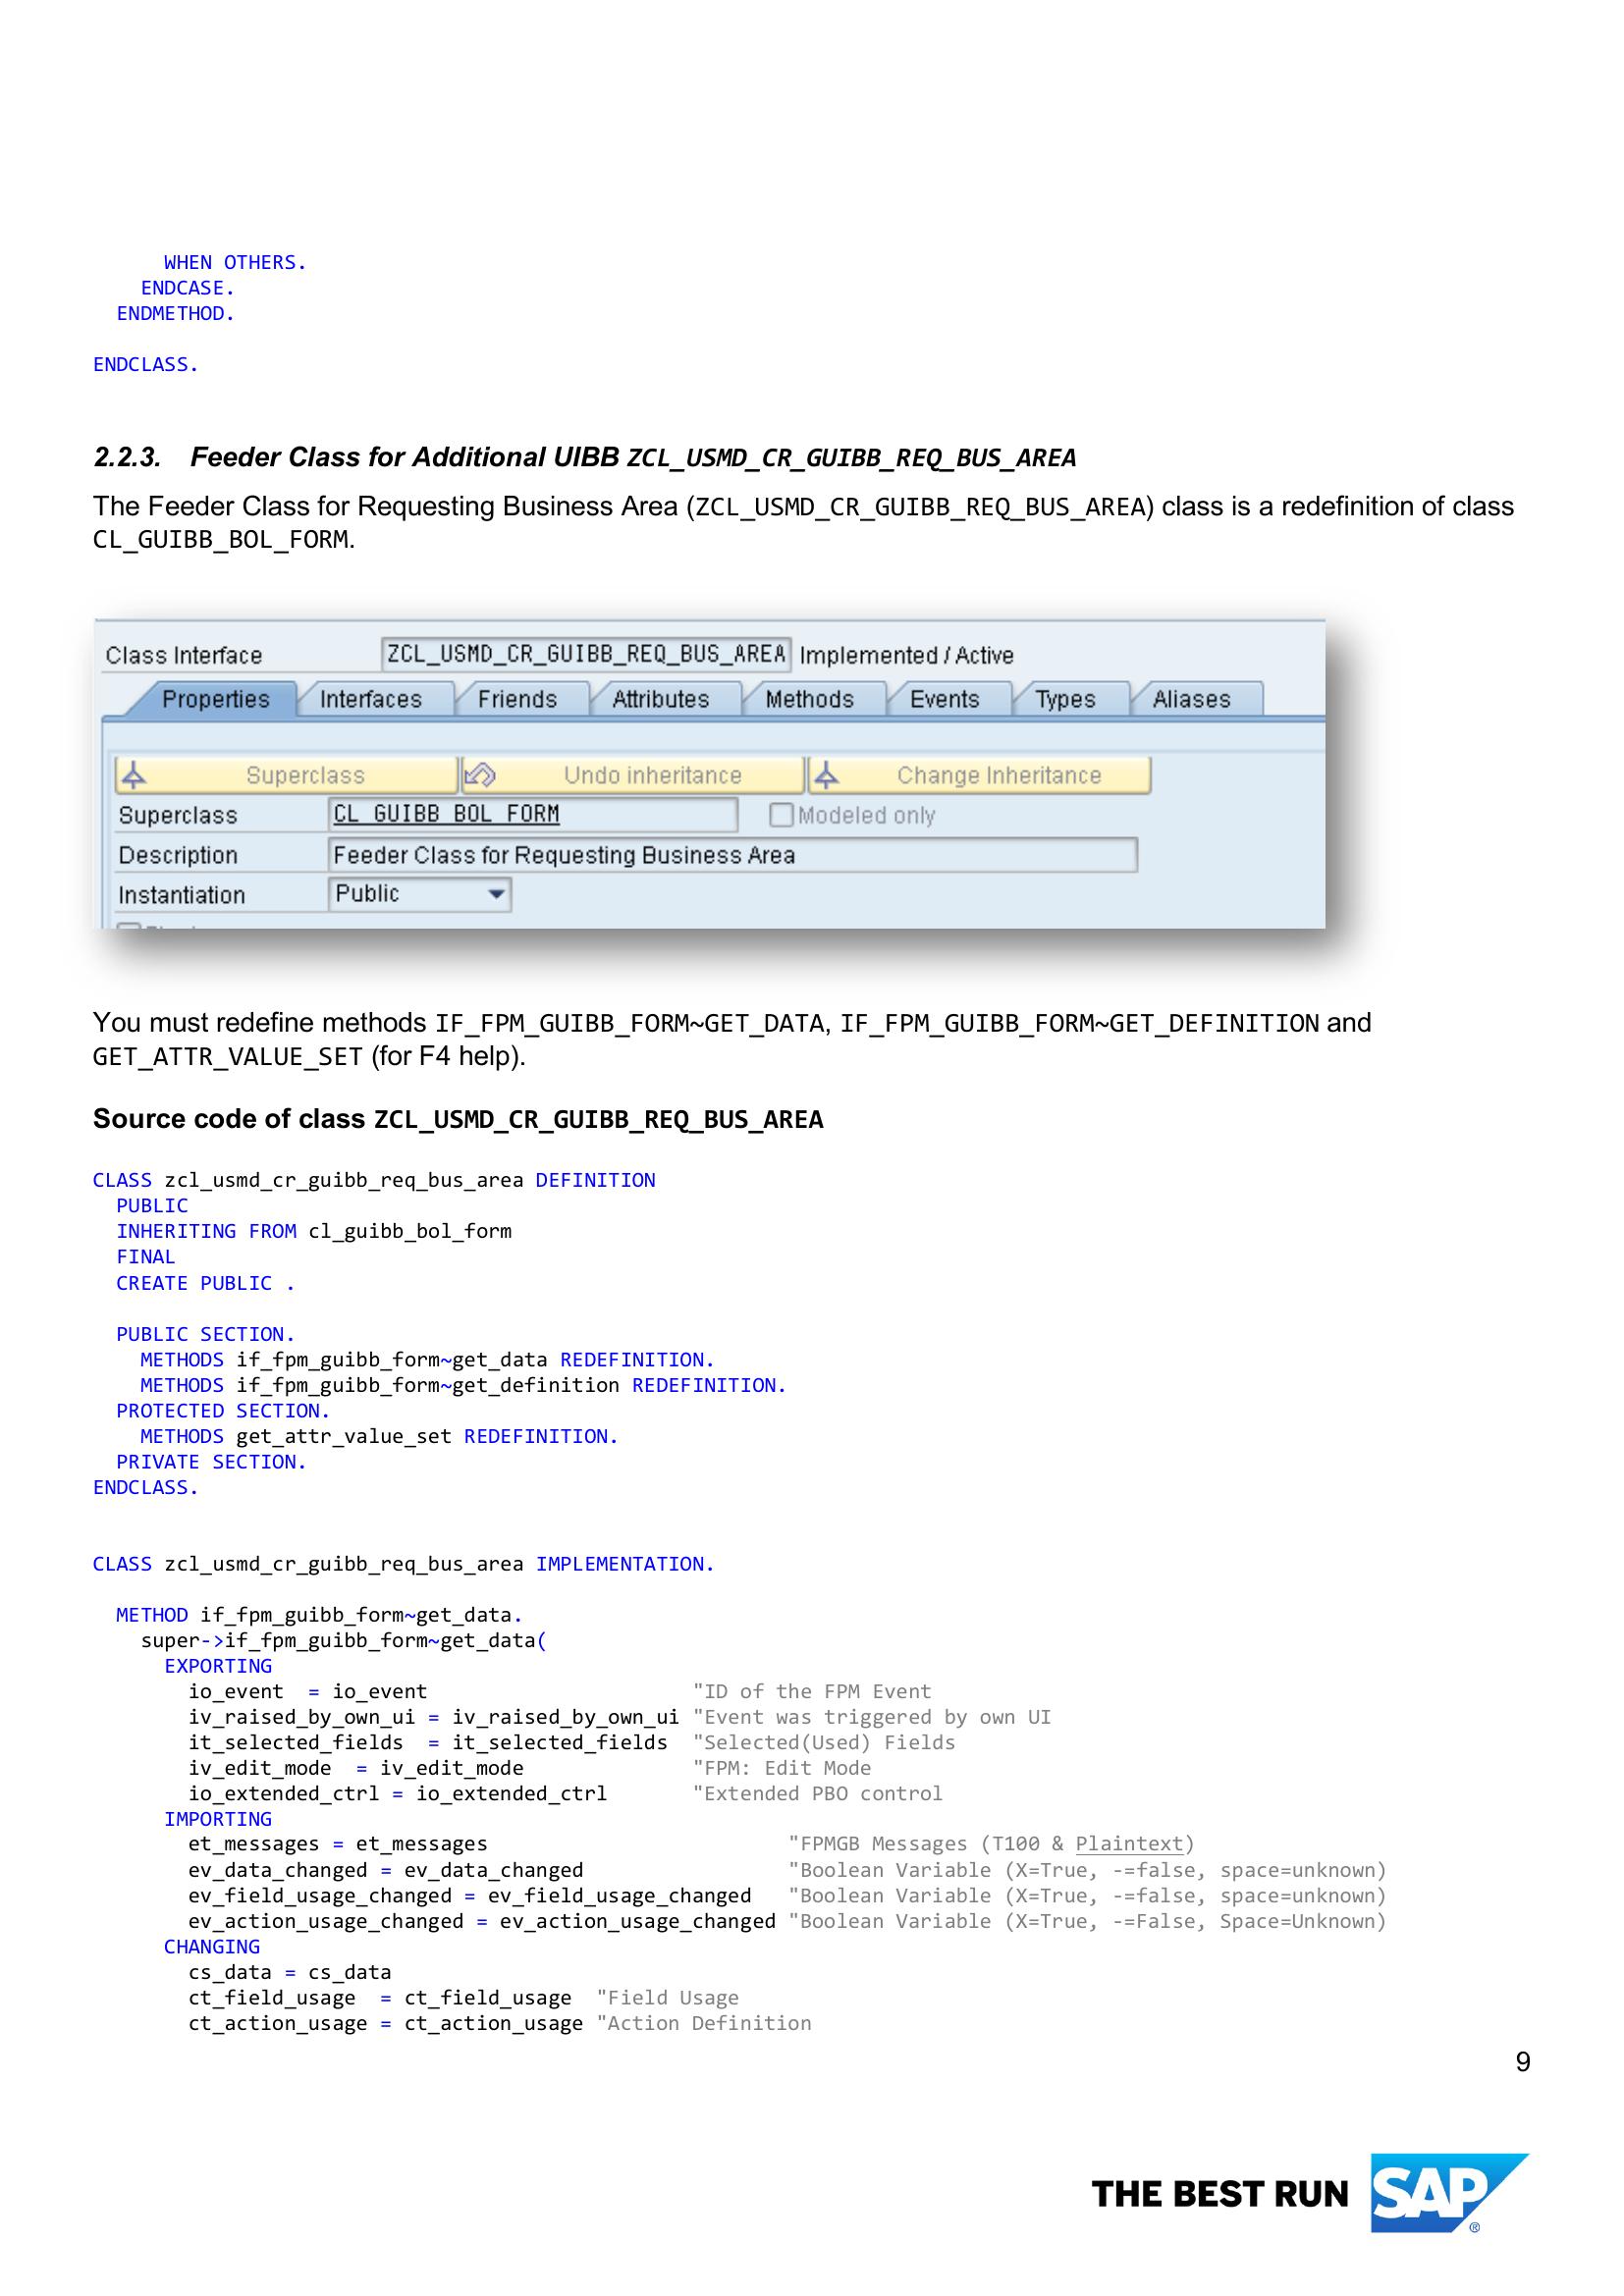 WHEN OTHERS.
ENDCASE.
ENDMETHOD.
ENDCLASS.
2.2.3. Feeder Class for Additional UIBB ZCL_USMD_CR_GUIBB_REQ_BUS_AREA
The Feeder Class for Requesting Business Area (ZCL_USMD_CR_GUIBB_REQ_BUS_AREA) class is a redefinition of class
CL_GUIBB_BOL_FORM.
Class Interface ZCL_USMD_CR_GUIBB_REQ_BUS_AREA Implemented / Active
Properties Interfaces Friends Attributes Methods Events Types Aliases
Superclass Undo inheritance Change Inheritance
Superclass CL_GUIBB_BOL_FORM Modeled only
Description Feeder Class for Requesting Business Area
Instantiation Public
You must redefine methods IF_FPM_GUIBB_FORM~GET_DATA, IF_FPM_GUIBB_FORM~GET_DEFINITION and
GET_ATTR_VALUE_SET (for F4 help).
Source code of class ZCL_USMD_CR_GUIBB_REQ_BUS_AREA
CLASS zcl_usmd_cr_guibb_req_bus_area DEFINITION
PUBLIC
INHERITING FROM cl_guibb_bol_form
FINAL
CREATE PUBLIC .
PUBLIC SECTION.
METHODS if_fpm_guibb_form~get_data REDEFINITION.
METHODS if_fpm_guibb_form~get_definition REDEFINITION.
PROTECTED SECTION.
METHODS get_attr_value_set REDEFINITION.
PRIVATE SECTION.
ENDCLASS.
CLASS zcl_usmd_cr_guibb_req_bus_area IMPLEMENTATION.
METHOD if_fpm_guibb_form~get_data.
super->if_fpm_guibb_form~get_data(
EXPORTING
io_event = io_event "ID of the FPM Event
iv_raised_by_own_ui = iv_raised_by_own_ui "Event was triggered by own UI
it_selected_fields = it_selected_fields "Selected(Used) Fields
iv_edit_mode = iv_edit_mode "FPM: Edit Mode
io_extended_ctrl = io_extended_ctrl "Extended PBO control
IMPORTING
et_messages = et_messages "FPMGB Messages (T100 & Plaintext)
ev_data_changed = ev_data_changed "Boolean Variable (X=True, -=false, space=unknown)
ev_field_usage_changed = ev_field_usage_changed "Boolean Variable (X=True, -=false, space=unknown)
ev_action_usage_changed = ev_action_usage_changed "Boolean Variable (X=True, -=False, Space=Unknown)
CHANGING
cs_data = cs_data
ct_field_usage = ct_field_usage "Field Usage
ct_action_usage = ct_action_usage "Action Definition
9
THE BEST RUN SAP®